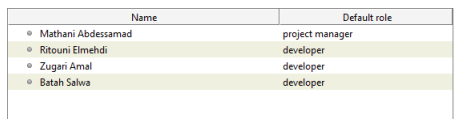 Name Default role
Mathani Abdessamad project manager
Ritouni Elmehdi developer
Zugari Amal developer
Batah Salwa developer